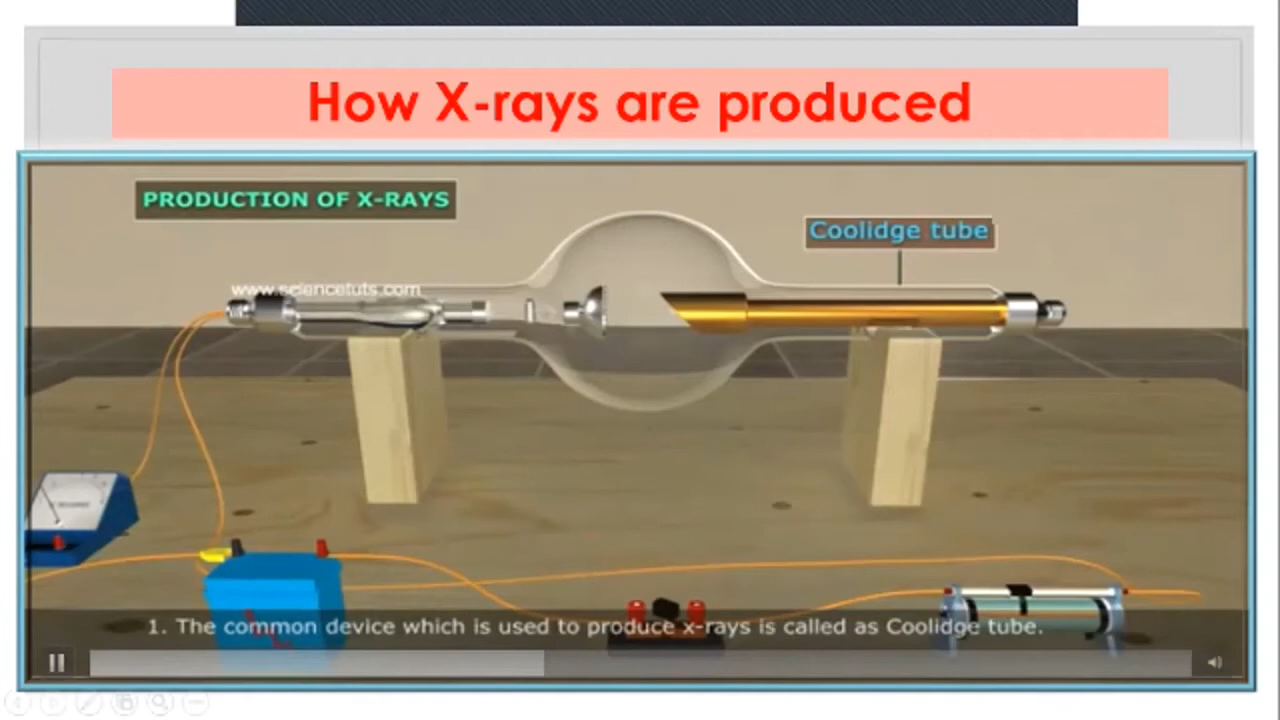 How X-rays are produced
PRODUCTION OF X-RAYS
Coolidge tube
www.sciencetuts.com
1. The common device which is used to produce x-rays is called as Coolidge tube.